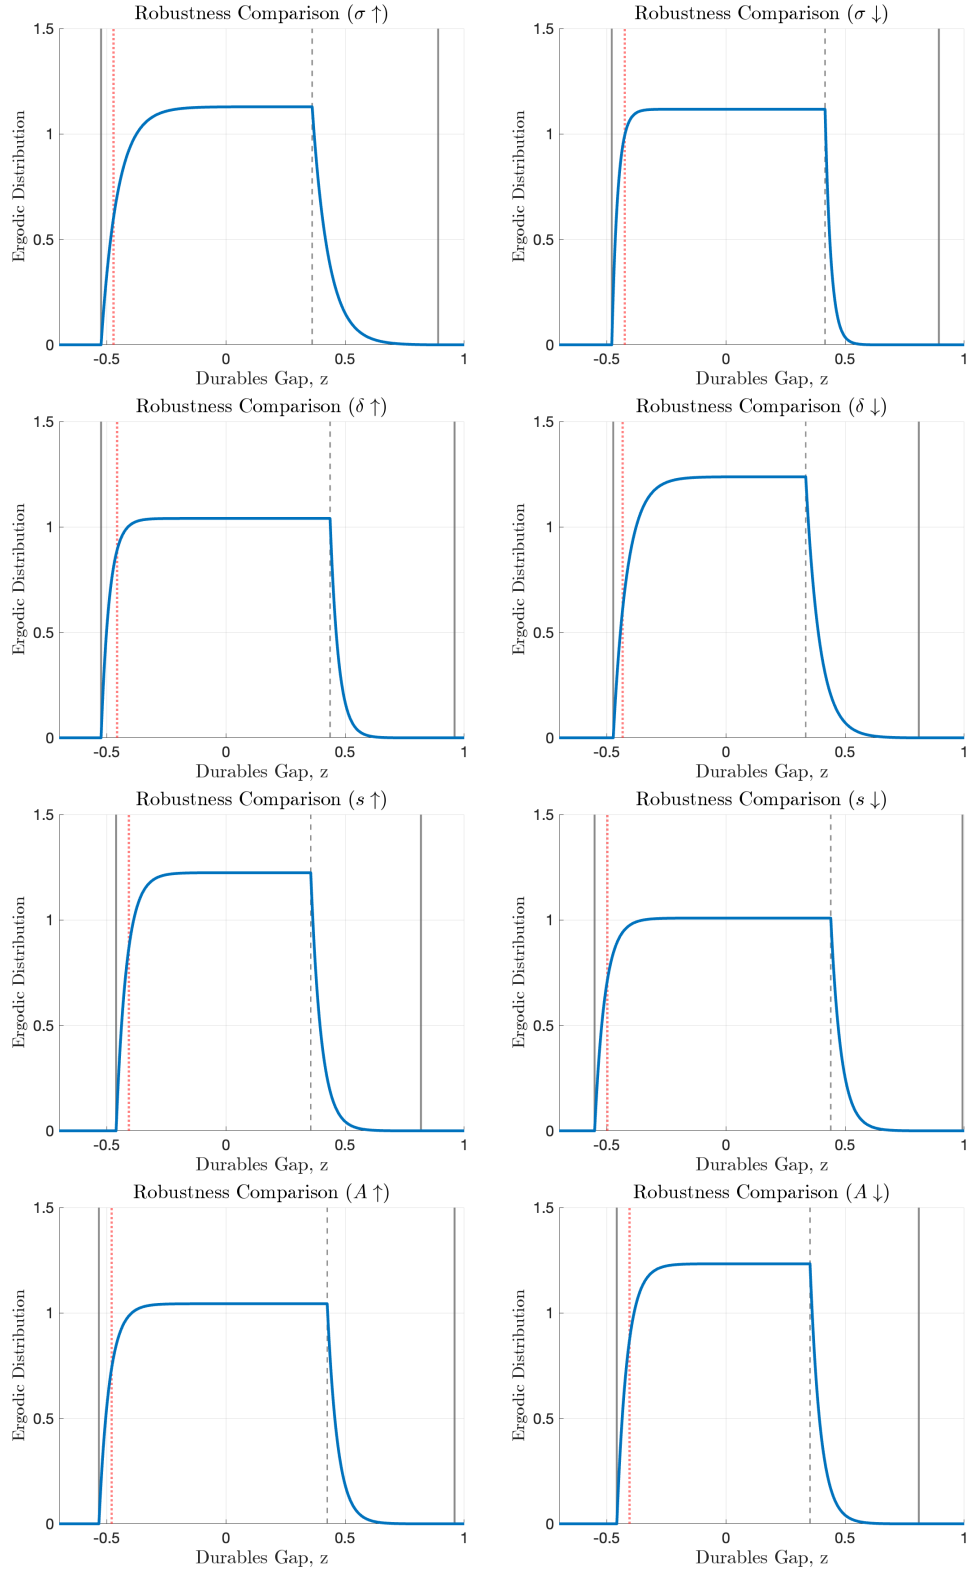 Robustness Comparison (σ ↑)
Ergodic Distribution
1.5
1
0.5
0
-0.5 0 0.5 1
Durables Gap, z
Robustness Comparison (σ ↓)
Ergodic Distribution
1.5
1
0.5
0
-0.5 0 0.5 1
Durables Gap, z
Robustness Comparison (δ ↑)
Ergodic Distribution
1.5
1
0.5
0
-0.5 0 0.5 1
Durables Gap, z
Robustness Comparison (δ ↓)
Ergodic Distribution
1.5
1
0.5
0
-0.5 0 0.5 1
Durables Gap, z
Robustness Comparison (s ↑)
Ergodic Distribution
1.5
1
0.5
0
-0.5 0 0.5 1
Durables Gap, z
Robustness Comparison (s ↓)
Ergodic Distribution
1.5
1
0.5
0
-0.5 0 0.5 1
Durables Gap, z
Robustness Comparison (A ↑)
Ergodic Distribution
1.5
1
0.5
0
-0.5 0 0.5 1
Durables Gap, z
Robustness Comparison (A ↓)
Ergodic Distribution
1.5
1
0.5
0
-0.5 0 0.5 1
Durables Gap, z